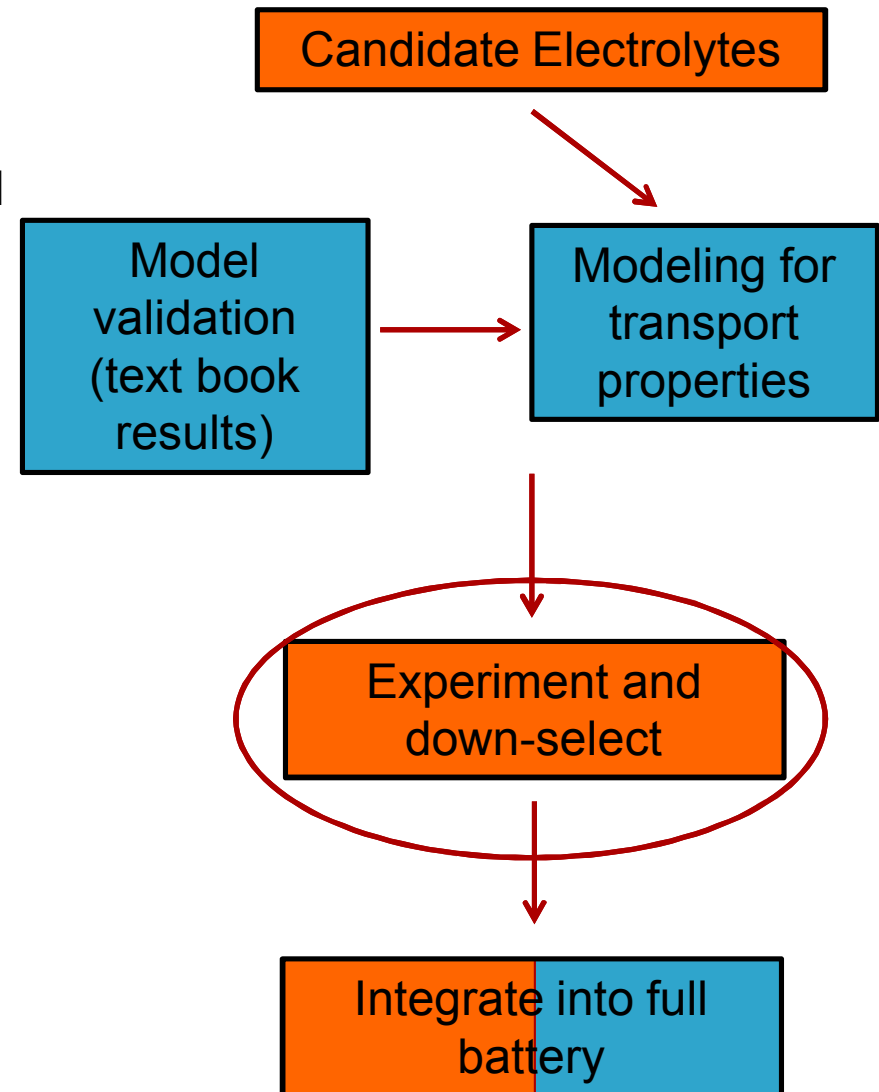 Candidate Electrolytes
Model
validation
(text book
results)
Modeling for
transport
properties
Experiment and
down-select
Integrate into full
battery